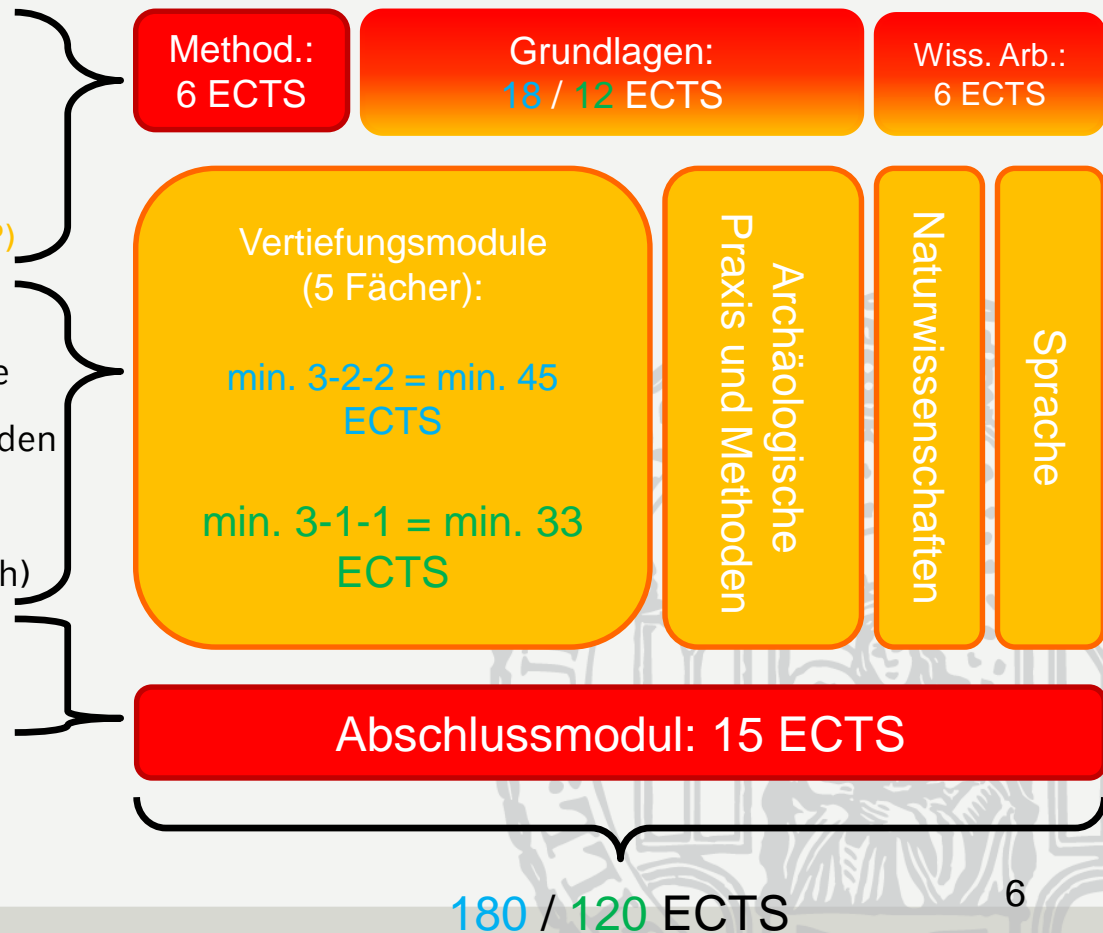 Method.:
6 ECTS
Grundlagen:
18 / 12 ECTS
Wiss. Arb.:
6 ECTS
)
e
den
h)
Vertiefungsmodule
(5 Fächer):
min. 3-2-2 = min. 45
ECTS
min. 3-1-1 = min. 33
ECTS
Archäologische
Praxis und Methoden
Naturwissenschaften
Sprache
Abschlussmodul: 15 ECTS
180 / 120 ECTS
6